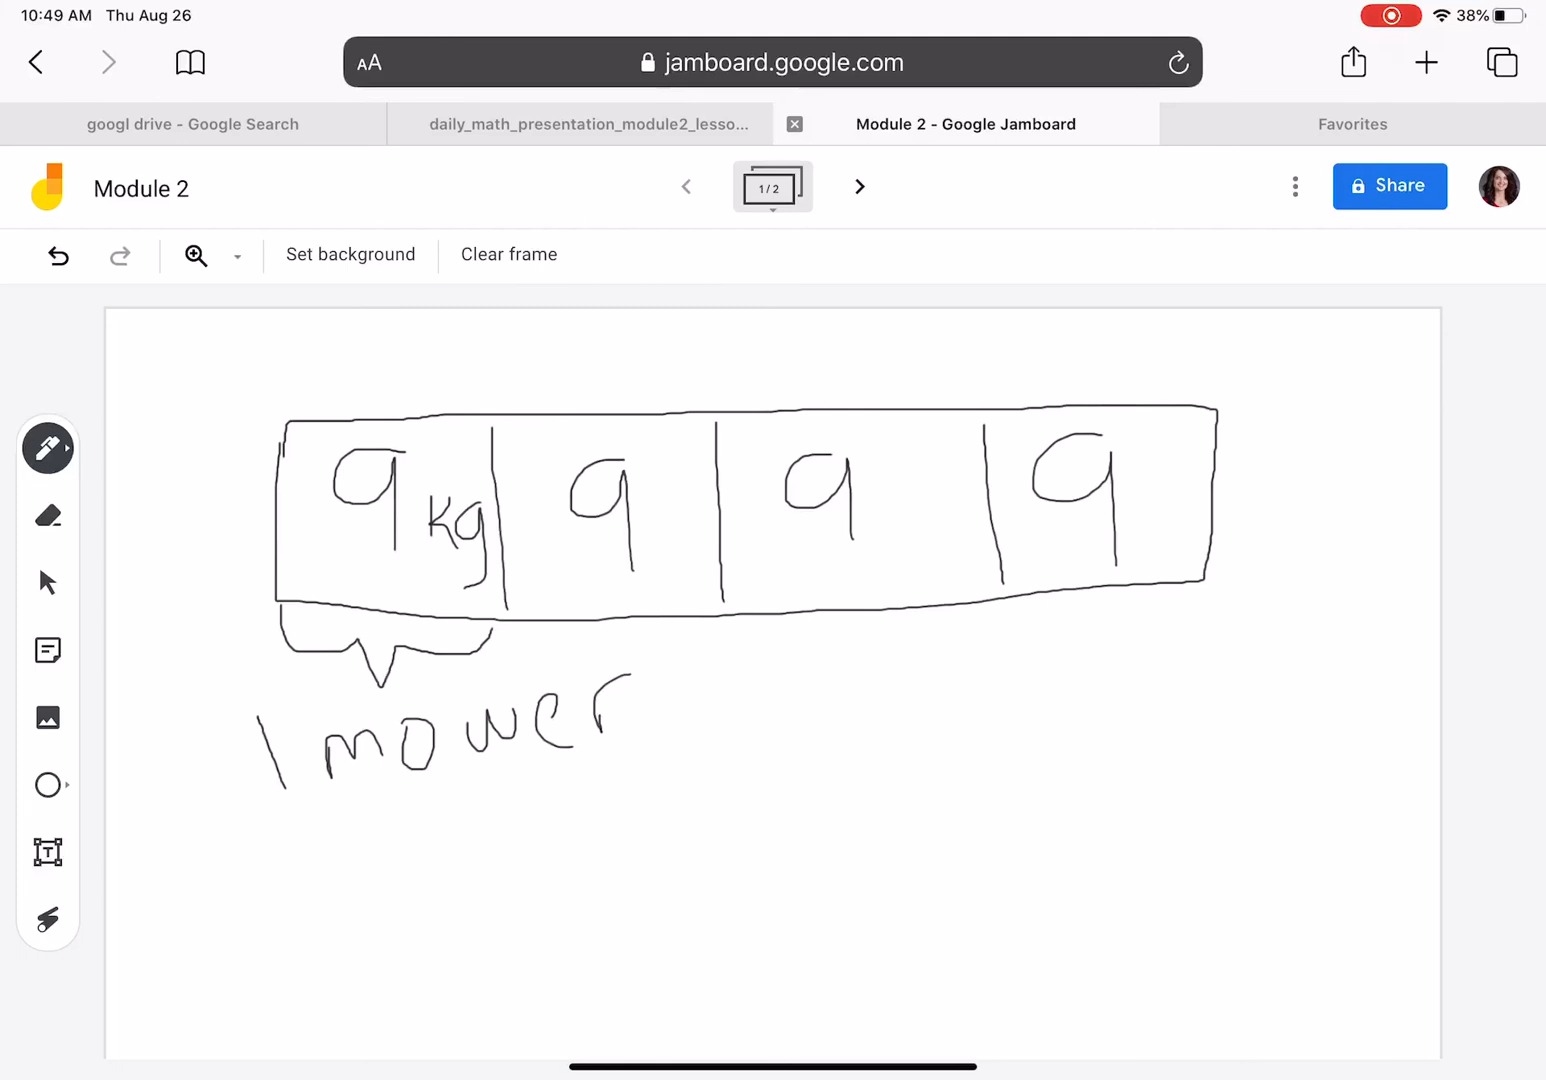 10:49 AM Thu Aug 26
38%
AA jamboard.google.com
googl drive - Google Search
daily_math_presentation_module2_lesso...
Module 2 - Google Jamboard
Favorites
Module 2
1 / 2
Share
Set background
Clear frame
9 kg 9 9 9
1 mower